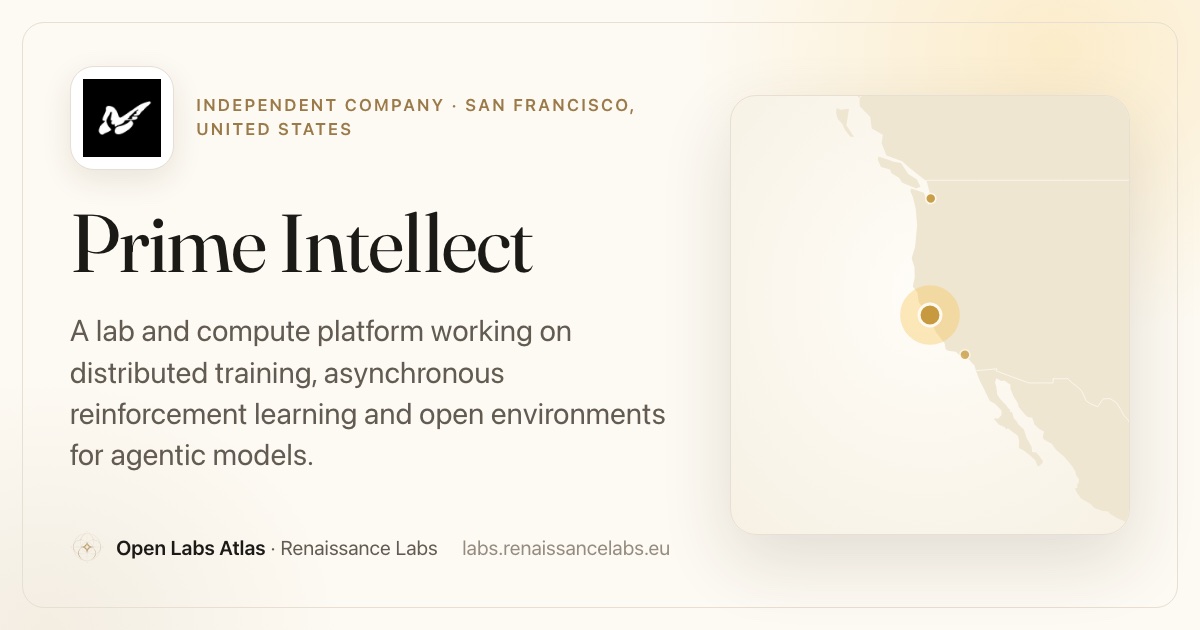 INDEPENDENT COMPANY · SAN FRANCISCO,
UNITED STATES
Prime Intellect
A lab and compute platform working on
distributed training, asynchronous
reinforcement learning and open environments
for agentic models.
Open Labs Atlas · Renaissance Labs labs.renaissancelabs.eu